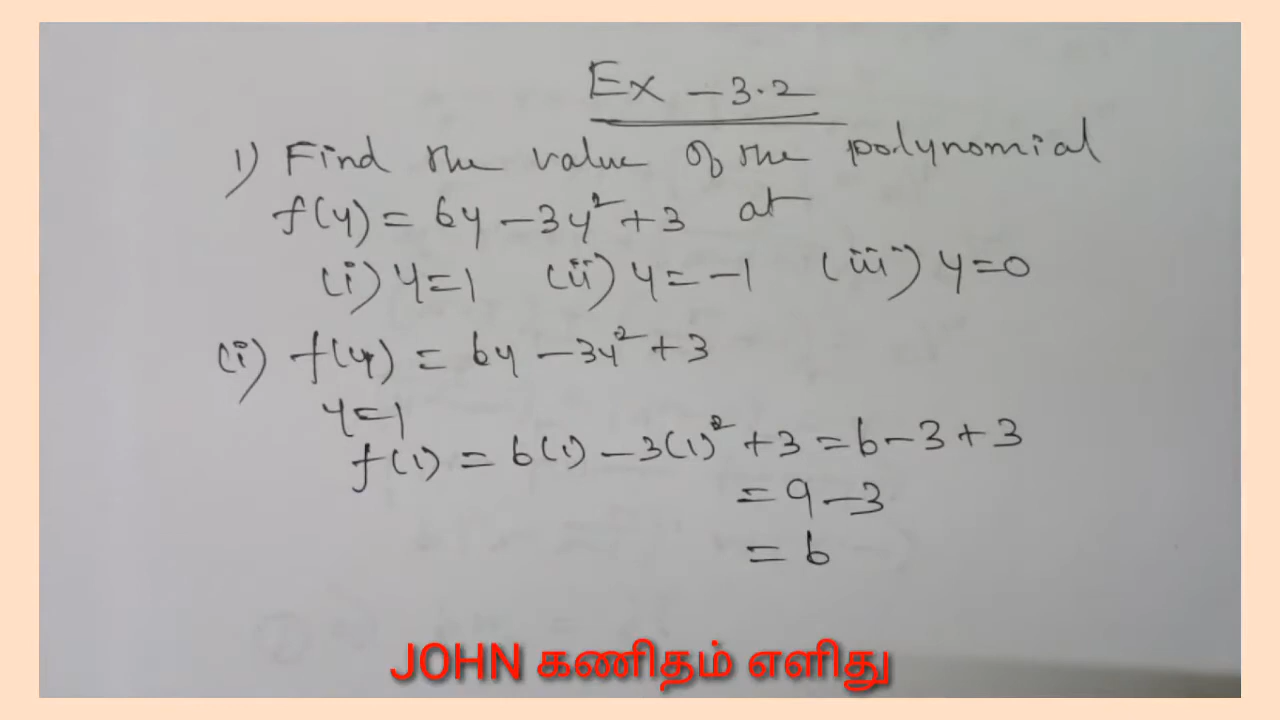 Ex - 3.2
1) Find the value of the polynomial
f(y) = 6y - 3y² + 3 at
(i) y=1 (ii) y = -1 (iii) y=0
(i) f(y) = 6y - 3y² + 3
y=1
f(1) = 6(1) - 3(1)² + 3 = 6 - 3 + 3
= 9 - 3
= 6
JOHN கணிதம் எளிது